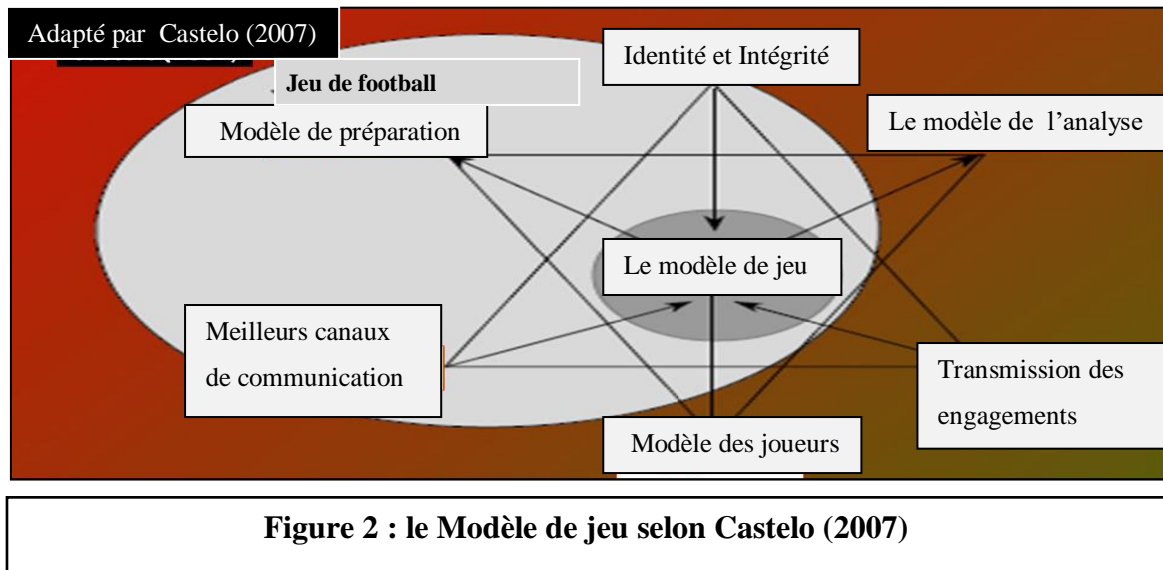 Adapté par Castelo (2007)
Jeu de football
Identité et Intégrité
Modèle de préparation
Le modèle de l’analyse
Le modèle de jeu
Meilleurs canaux
de communication
Transmission des
engagements
Modèle des joueurs
Figure 2 : le Modèle de jeu selon Castelo (2007)